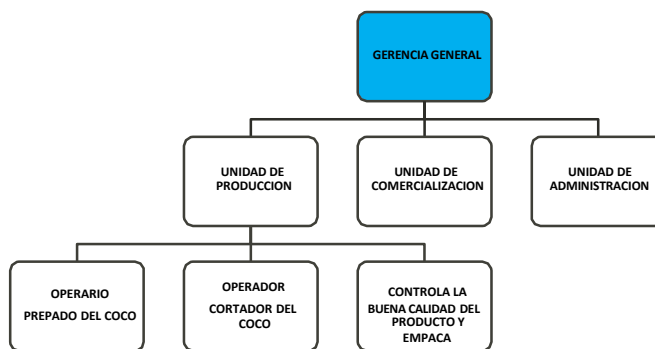 GERENCIA GENERAL
UNIDAD DE
PRODUCCION
UNIDAD DE
COMERCIALIZACION
UNIDAD DE
ADMINISTRACION
OPERARIO
PREPADO DEL COCO
OPERADOR
CORTADOR DEL
COCO
CONTROLA LA
BUENA CALIDAD DEL
PRODUCTO Y
EMPACA